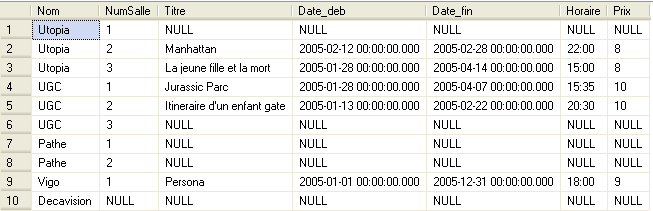 Nom NumSalle Titre Date_deb Date_fin Horaire Prix
1 Utopia 1 NULL NULL NULL NULL NULL
2 Utopia 2 Manhattan 2005-02-12 00:00:00.000 2005-02-28 00:00:00.000 22:00 8
3 Utopia 3 La jeune fille et la mort 2005-01-28 00:00:00.000 2005-04-14 00:00:00.000 15:00 8
4 UGC 1 Jurassic Parc 2005-01-28 00:00:00.000 2005-04-07 00:00:00.000 15:35 10
5 UGC 2 Itineraire d'un enfant gate 2005-01-13 00:00:00.000 2005-02-22 00:00:00.000 20:30 10
6 UGC 3 NULL NULL NULL NULL NULL
7 Pathe 1 NULL NULL NULL NULL NULL
8 Pathe 2 NULL NULL NULL NULL NULL
9 Vigo 1 Persona 2005-01-01 00:00:00.000 2005-12-31 00:00:00.000 18:00 9
10 Decavision NULL NULL NULL NULL NULL NULL